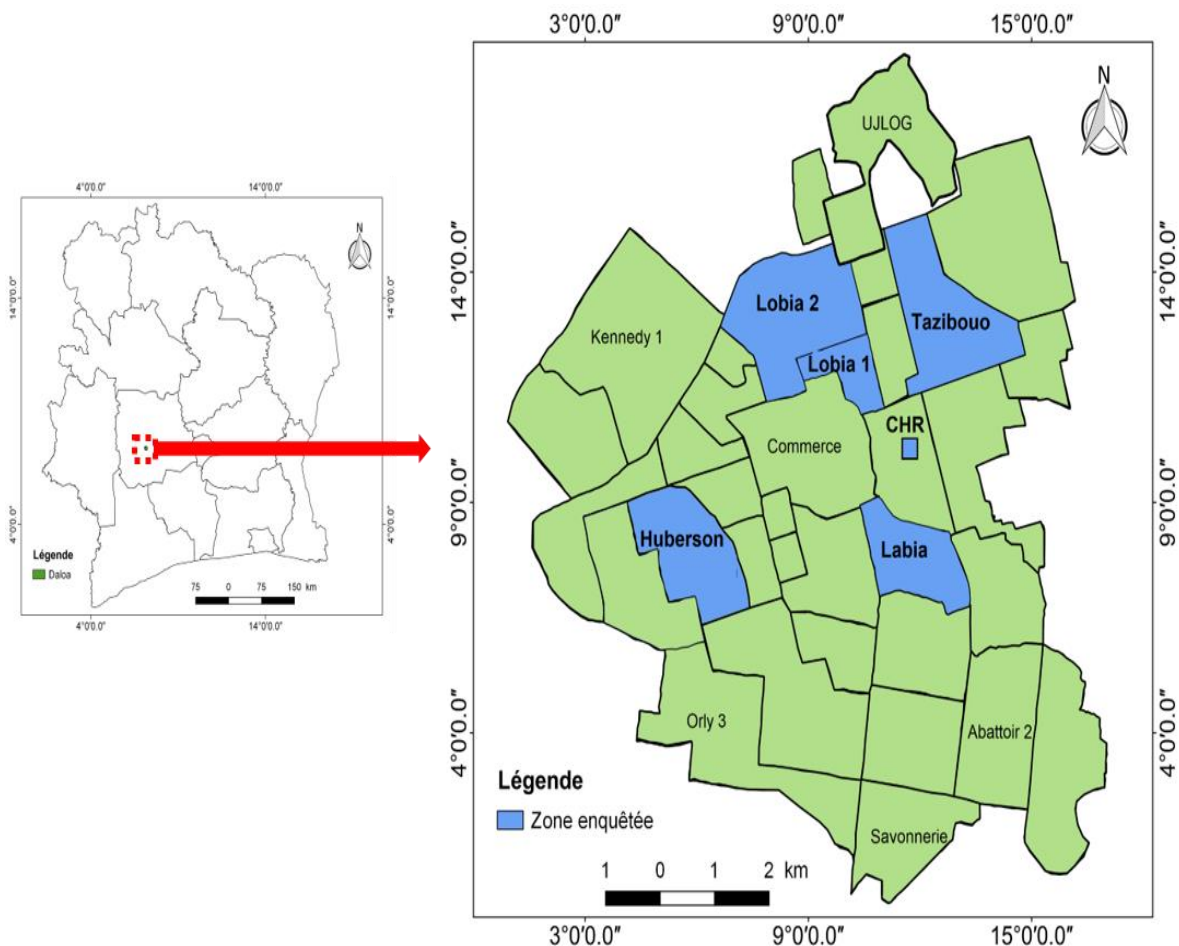 4°0'0.0"
14°0'0.0"
N
14°0'0.0"
14°0'0.0"
4°0'0.0"
4°0'0.0"
Légende
Daloa
75 0 75 150 km
4°0'0.0"
14°0'0.0"
3°0'0.0"
9°0'0.0"
15°0'0.0"
N
UJLOG
14°0'0.0"
14°0'0.0"
Lobia 2
Tazibouo
Kennedy 1
Lobia 1
CHR
Commerce
9°0'0.0"
9°0'0.0"
Huberson
Labia
4°0'0.0"
4°0'0.0"
Orly 3
Abattoir 2
Légende
Zone enquêtée
Savonnerie
1 0 1 2 km
3°0'0.0"
9°0'0.0"
15°0'0.0"